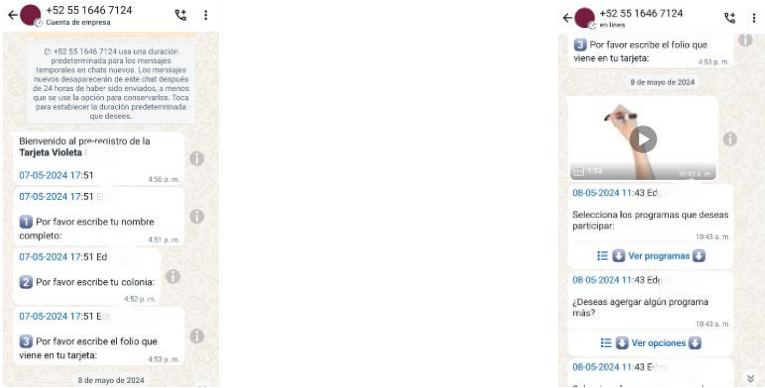 +52 55 1646 7124
Cuenta de empresa
+52 55 1646 7124 usa una duración
predeterminada para los mensajes
temporales en chats nuevos. Los mensajes
nuevos desaparecerán de este chat después
de 24 horas de haber sido enviados, a menos
que se use la opción para conservarlos. Toca
para establecer la duración predeterminada
que desees.
Bienvenido al pre-registro de la
Tarjeta Violeta
07-05-2024 17:51
4:50 p. m.
07-05-2024 17:51 E
1 Por favor escribe tu nombre
completo:
4:51 p. m.
07-05-2024 17:51 Ed
2 Por favor escribe tu colonia:
4:52 p. m.
07-05-2024 17:51 E
3 Por favor escribe el folio que
viene en tu tarjeta:
4:53 p. m.
8 de mayo de 2024
+52 55 1646 7124
en línea
3 Por favor escribe el folio que
viene en tu tarjeta:
4:53 p. m.
8 de mayo de 2024
1:53
10:43 a. m.
08-05-2024 11:43 Ed
Selecciona los programas que deseas
participar:
10:43 a. m.
Ver programas
08-05-2024 11:43 Ed
¿Deseas agergar algún programa
más?
10:43 a. m.
Ver opciones
08-05-2024 11:43 E